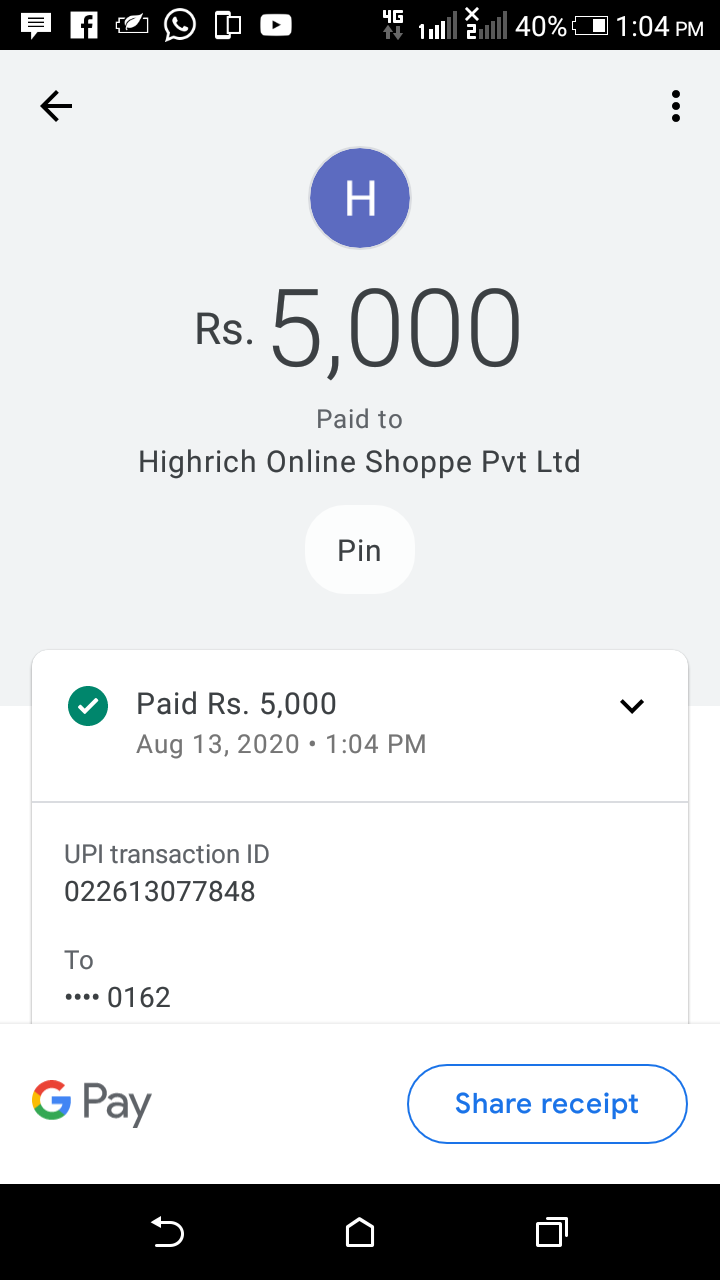 4G 1 2 40% 1:04 PM
H
Rs. 5,000
Paid to
Highrich Online Shoppe Pvt Ltd
Pin
Paid Rs. 5,000
Aug 13, 2020 • 1:04 PM
UPI transaction ID
022613077848
To
•••• 0162
G Pay
Share receipt